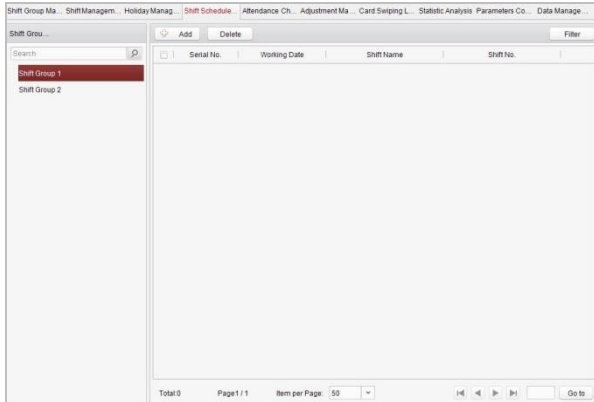 Shift Group Ma... Shift Managem... Holiday Manag... Shift Schedule... Attendance Ch... Adjustment Ma... Card Swiping L... Statistic Analysis Parameters Co... Data Manage...
Shift Grou... Add Delete Filter
Search Serial No. Working Date Shift Name Shift No.
Shift Group 1
Shift Group 2
Total:0 Page1 / 1 Item per Page: 50 Go to